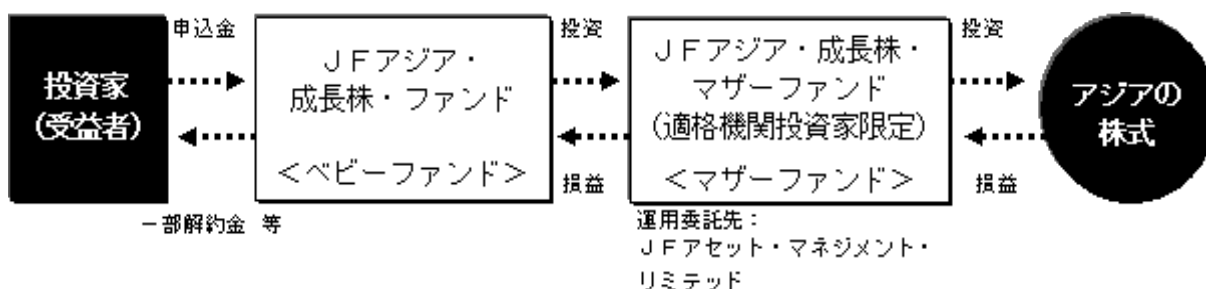 投資家
(受益者)
申込金
一部解約金 等
ＪＦアジア・
成長株・ファンド
＜ベビーファンド＞
投資
損益
ＪＦアジア・成長株・
マザーファンド
(適格機関投資家限定)
＜マザーファンド＞
運用委託先：
ＪＦアセット・マネジメント・
リミテッド
投資
損益
アジアの
株式